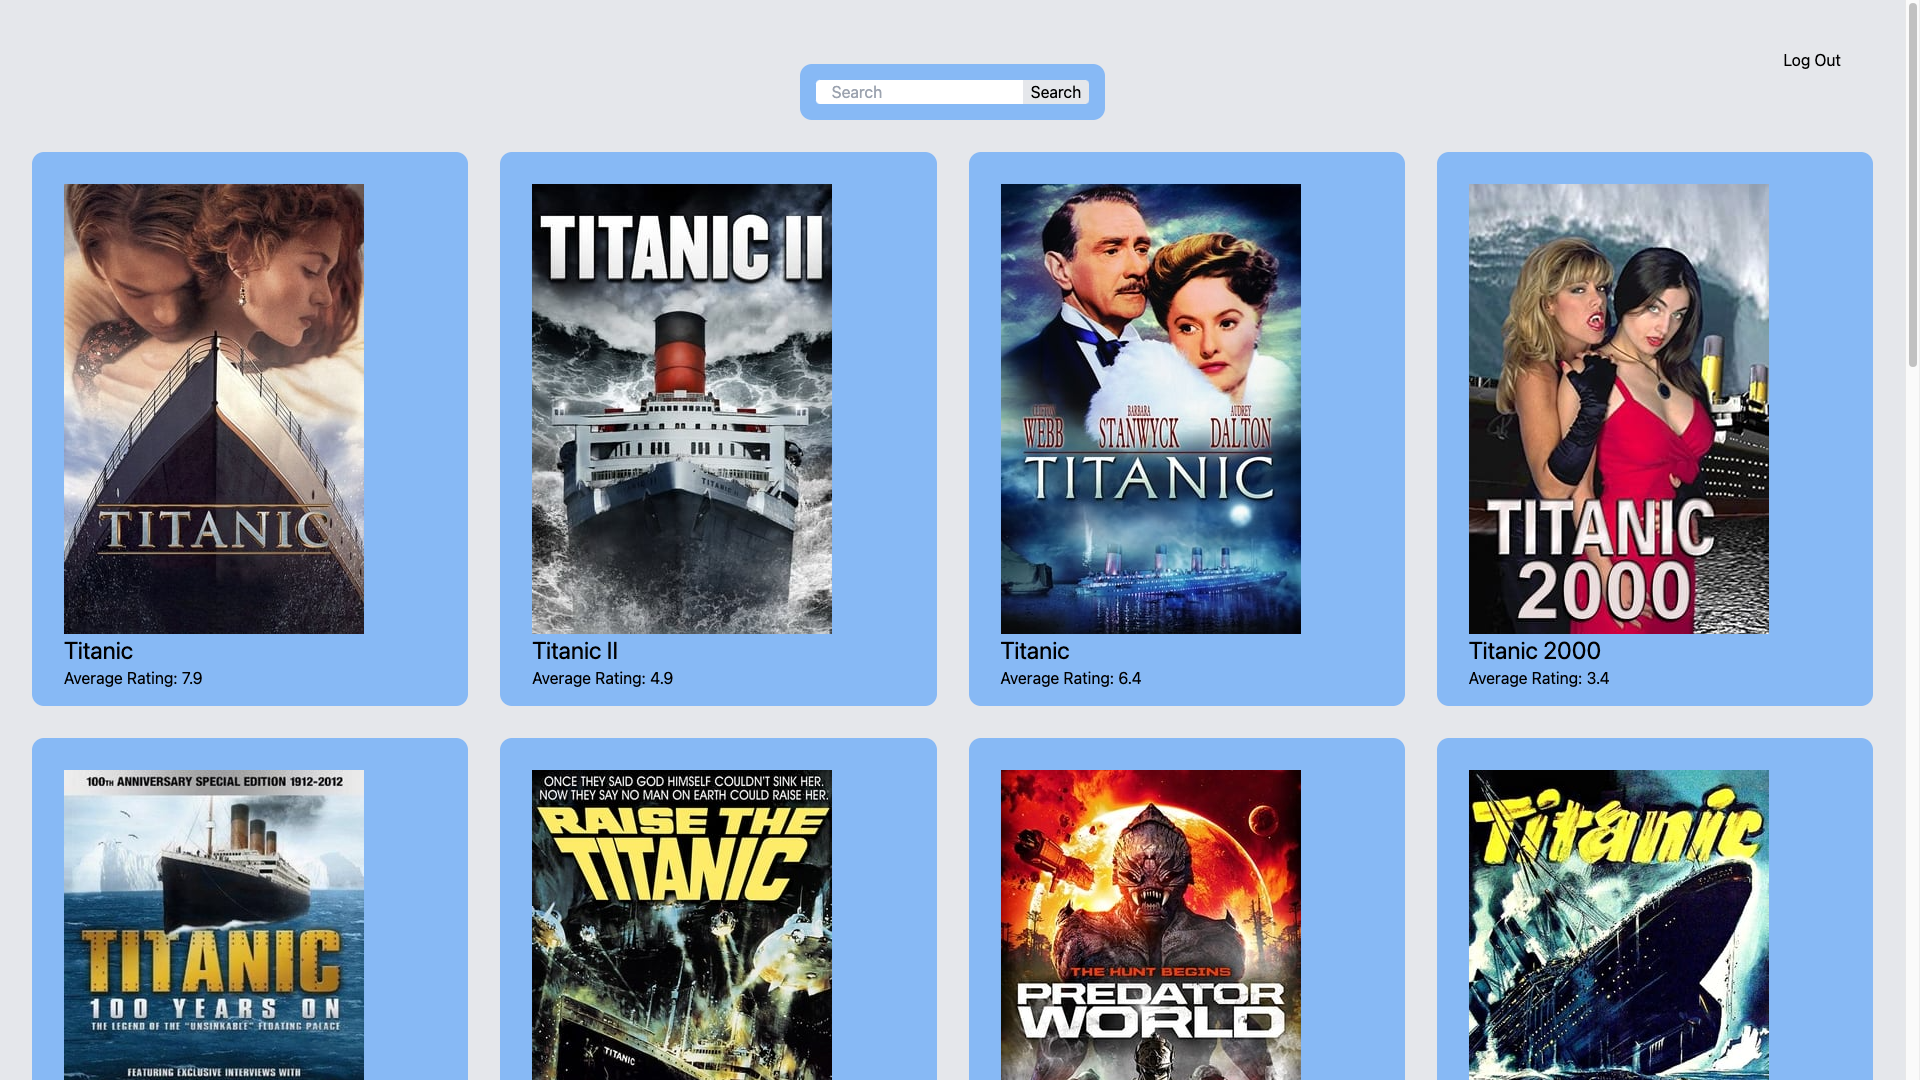 Log Out
Search
Search
TITANIC
Titanic
Average Rating: 7.9
TITANIC II
TITANIC II
Titanic II
Average Rating: 4.9
CLIFTON BARBARA AUDREY
WEBB STANWYCK DALTON
TITANIC
Titanic
Average Rating: 6.4
TITANIC
2000
Titanic 2000
Average Rating: 3.4
100TH ANNIVERSARY SPECIAL EDITION 1912-2012
TITANIC
100 YEARS ON
THE LEGEND OF THE "UNSINKABLE" FLOATING PALACE
FEATURING EXCLUSIVE INTERVIEWS WITH
ONCE THEY SAID GOD HIMSELF COULDN'T SINK HER.
NOW THEY SAY NO MAN ON EARTH COULD RAISE HER.
RAISE THE
TITANIC
TITANIC
THE HUNT BEGINS
PREDATOR
WORLD
Titanic